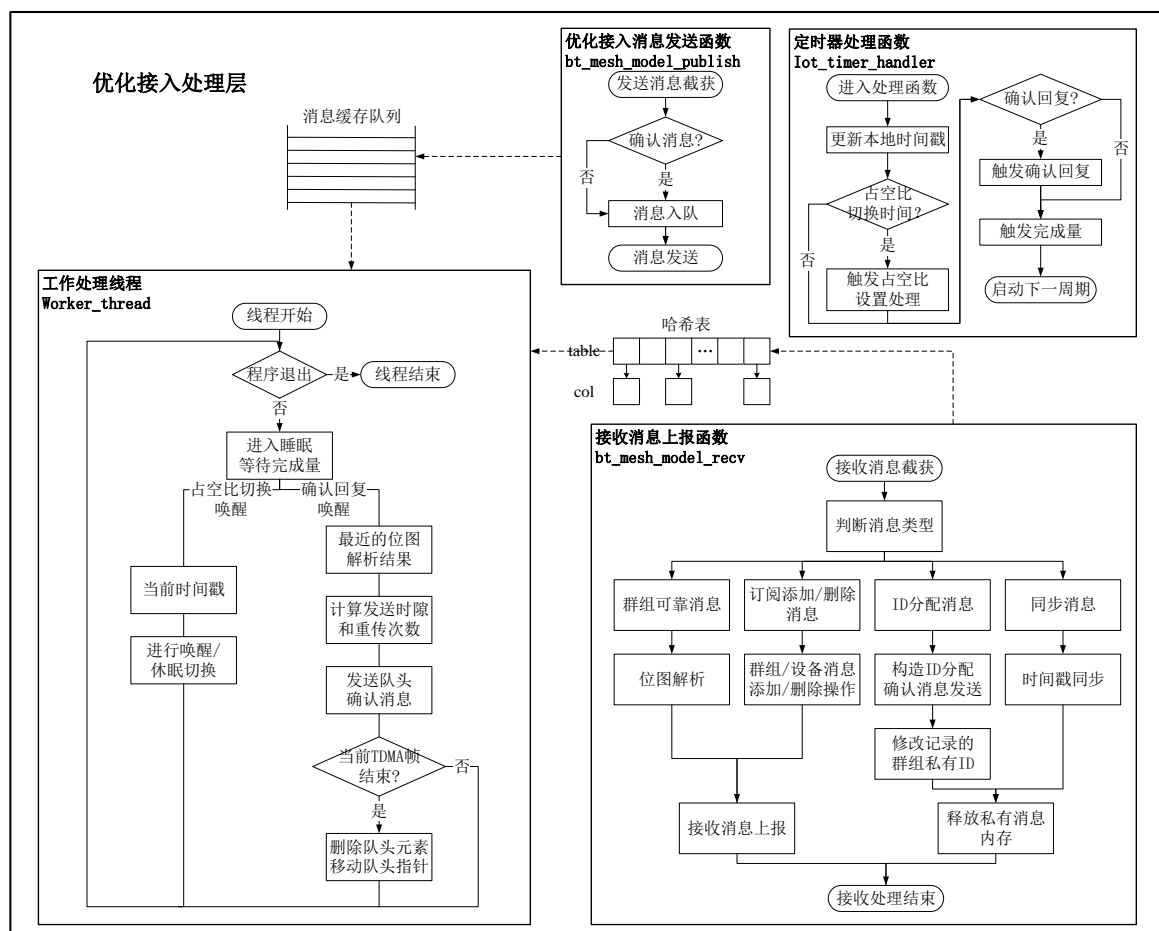 优化接入处理层
消息缓存队列
优化接入消息发送函数
bt_mesh_model_publish
发送消息截获
确认消息?
否
是
消息入队
消息发送
定时器处理函数
Iot_timer_handler
进入处理函数
更新本地时间戳
占空比
切换时间?
是
否
触发占空比
设置处理
确认回复?
是
否
触发确认回复
触发完成量
启动下一周期
工作处理线程
Worker_thread
线程开始
程序退出
是
线程结束
否
进入睡眠
等待完成量
占空比切换
唤醒
确认回复
唤醒
当前时间戳
进行唤醒/
休眠切换
最近的位图
解析结果
计算发送时隙
和重传次数
发送队头
确认消息
当前TDMA帧
结束?
否
是
删除队头元素
移动队头指针
哈希表
table
...
col
接收消息上报函数
bt_mesh_model_recv
接收消息截获
判断消息类型
群组可靠消息
订阅添加/删除
消息
ID分配消息
同步消息
位图解析
群组/设备消息
添加/删除操作
构造ID分配
确认消息发送
时间戳同步
修改记录的
群组私有ID
接收消息上报
释放私有消息
内存
接收处理结束